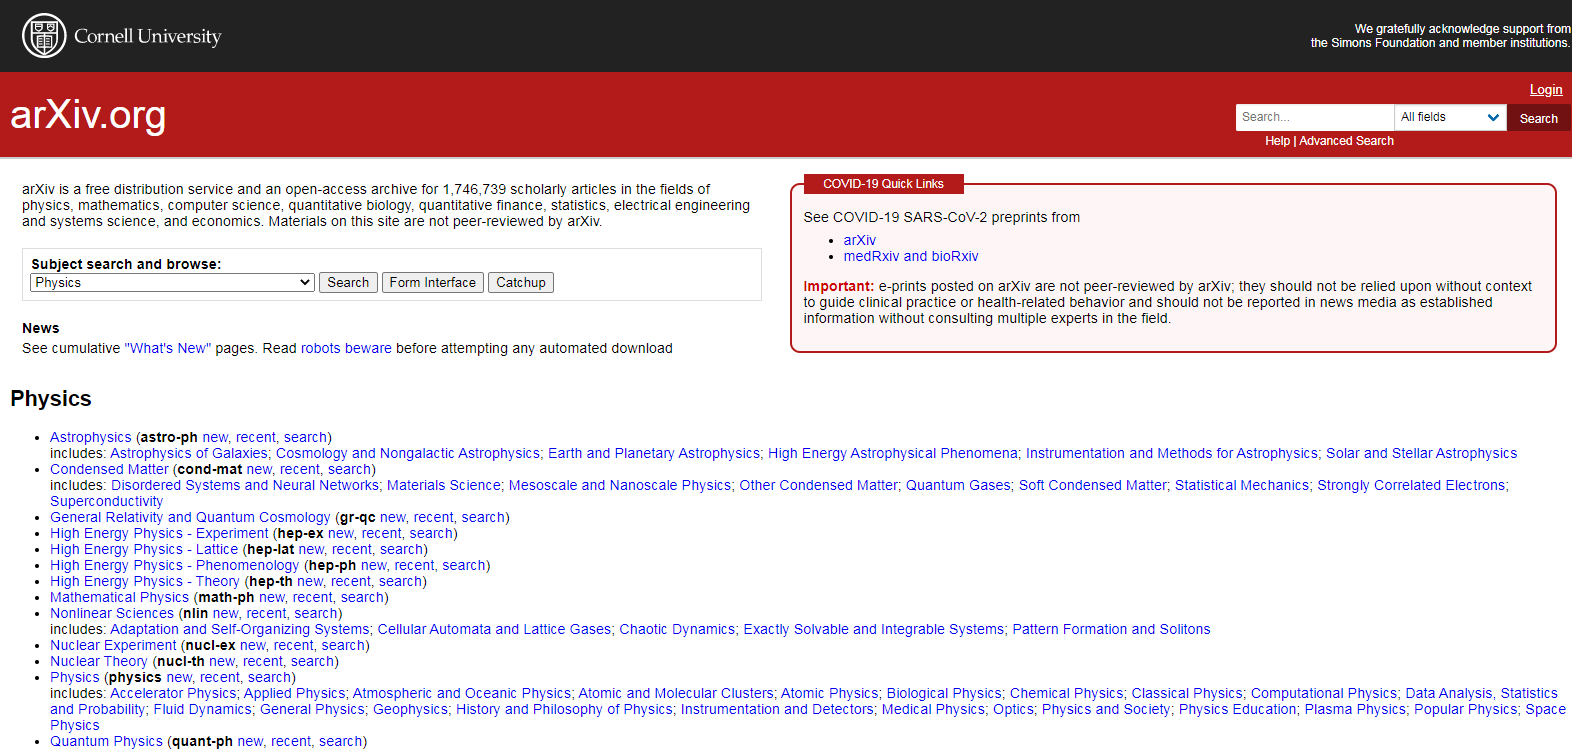 Cornell University
We gratefully acknowledge support from
the Simons Foundation and member institutions.
arXiv.org
Login
Search...
All fields
Search
Help | Advanced Search
arXiv is a free distribution service and an open-access archive for 1,746,739 scholarly articles in the fields of
physics, mathematics, computer science, quantitative biology, quantitative finance, statistics, electrical engineering
and systems science, and economics. Materials on this site are not peer-reviewed by arXiv.
Subject search and browse:
Physics
Search
Form Interface
Catchup
News
See cumulative "What's New" pages. Read robots beware before attempting any automated download
COVID-19 Quick Links
See COVID-19 SARS-CoV-2 preprints from
• arXiv
• medRxiv and bioRxiv
Important: e-prints posted on arXiv are not peer-reviewed by arXiv; they should not be relied upon without context
to guide clinical practice or health-related behavior and should not be reported in news media as established
information without consulting multiple experts in the field.
Physics
• Astrophysics (astro-ph new, recent, search)
includes: Astrophysics of Galaxies; Cosmology and Nongalactic Astrophysics; Earth and Planetary Astrophysics; High Energy Astrophysical Phenomena; Instrumentation and Methods for Astrophysics; Solar and Stellar Astrophysics
• Condensed Matter (cond-mat new, recent, search)
includes: Disordered Systems and Neural Networks; Materials Science; Mesoscale and Nanoscale Physics; Other Condensed Matter; Quantum Gases; Soft Condensed Matter; Statistical Mechanics; Strongly Correlated Electrons;
Superconductivity
• General Relativity and Quantum Cosmology (gr-qc new, recent, search)
• High Energy Physics - Experiment (hep-ex new, recent, search)
• High Energy Physics - Lattice (hep-lat new, recent, search)
• High Energy Physics - Phenomenology (hep-ph new, recent, search)
• High Energy Physics - Theory (hep-th new, recent, search)
• Mathematical Physics (math-ph new, recent, search)
• Nonlinear Sciences (nlin new, recent, search)
includes: Adaptation and Self-Organizing Systems; Cellular Automata and Lattice Gases; Chaotic Dynamics; Exactly Solvable and Integrable Systems; Pattern Formation and Solitons
• Nuclear Experiment (nucl-ex new, recent, search)
• Nuclear Theory (nucl-th new, recent, search)
• Physics (physics new, recent, search)
includes: Accelerator Physics; Applied Physics; Atmospheric and Oceanic Physics; Atomic and Molecular Clusters; Atomic Physics; Biological Physics; Chemical Physics; Classical Physics; Computational Physics; Data Analysis, Statistics
and Probability; Fluid Dynamics; General Physics; Geophysics; History and Philosophy of Physics; Instrumentation and Detectors; Medical Physics; Optics; Physics and Society; Physics Education; Plasma Physics; Popular Physics; Space
Physics
• Quantum Physics (quant-ph new, recent, search)